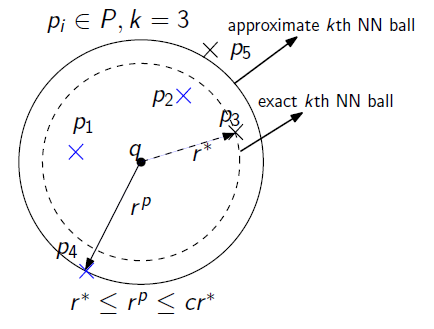 pᵢ ∈ P, k = 3
approximate kth NN ball
p₅
p₂
exact kth NN ball
p₁
p₃
q
r*
rᵖ
p₄
r* ≤ rᵖ ≤ cr*